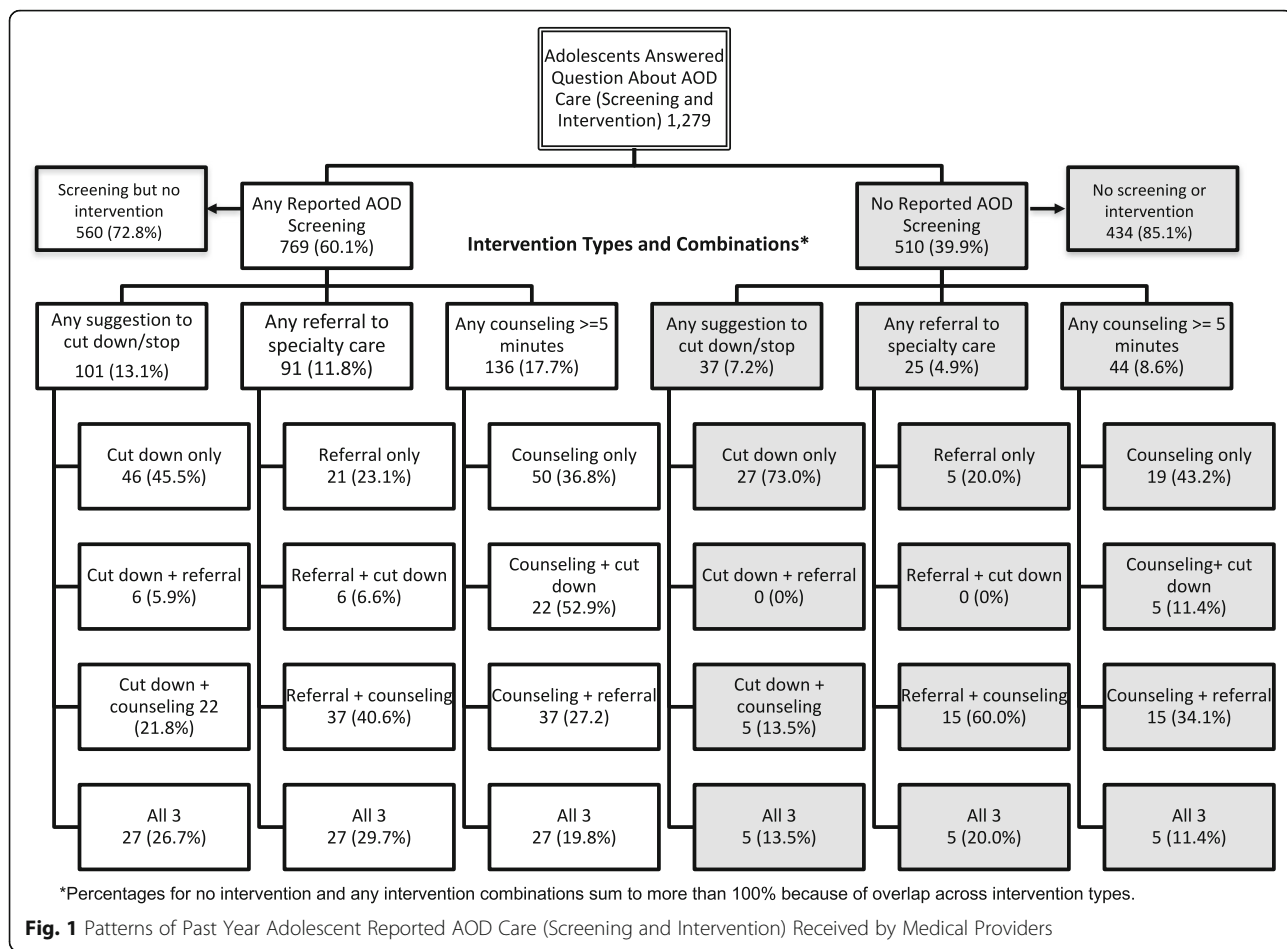 Adolescents Answered
Question About AOD
Care (Screening and
Intervention) 1,279
Screening but no
intervention
560 (72.8%)
Any Reported AOD
Screening
769 (60.1%)
No Reported AOD
Screening
510 (39.9%)
No screening or
intervention
434 (85.1%)
Intervention Types and Combinations*
Any suggestion to
cut down/stop
101 (13.1%)
Any referral to
specialty care
91 (11.8%)
Any counseling >=5
minutes
136 (17.7%)
Any suggestion to
cut down/stop
37 (7.2%)
Any referral to
specialty care
25 (4.9%)
Any counseling >= 5
minutes
44 (8.6%)
Cut down only
46 (45.5%)
Referral only
21 (23.1%)
Counseling only
50 (36.8%)
Cut down only
27 (73.0%)
Referral only
5 (20.0%)
Counseling only
19 (43.2%)
Cut down + referral
6 (5.9%)
Referral + cut down
6 (6.6%)
Counseling + cut
down
22 (52.9%)
Cut down + referral
0 (0%)
Referral + cut down
0 (0%)
Counseling+ cut
down
5 (11.4%)
Cut down +
counseling 22
(21.8%)
Referral + counseling
37 (40.6%)
Counseling + referral
37 (27.2)
Cut down +
counseling
5 (13.5%)
Referral + counseling
15 (60.0%)
Counseling + referral
15 (34.1%)
All 3
27 (26.7%)
All 3
27 (29.7%)
All 3
27 (19.8%)
All 3
5 (13.5%)
All 3
5 (20.0%)
All 3
5 (11.4%)
*Percentages for no intervention and any intervention combinations sum to more than 100% because of overlap across intervention types.
Fig. 1 Patterns of Past Year Adolescent Reported AOD Care (Screening and Intervention) Received by Medical Providers